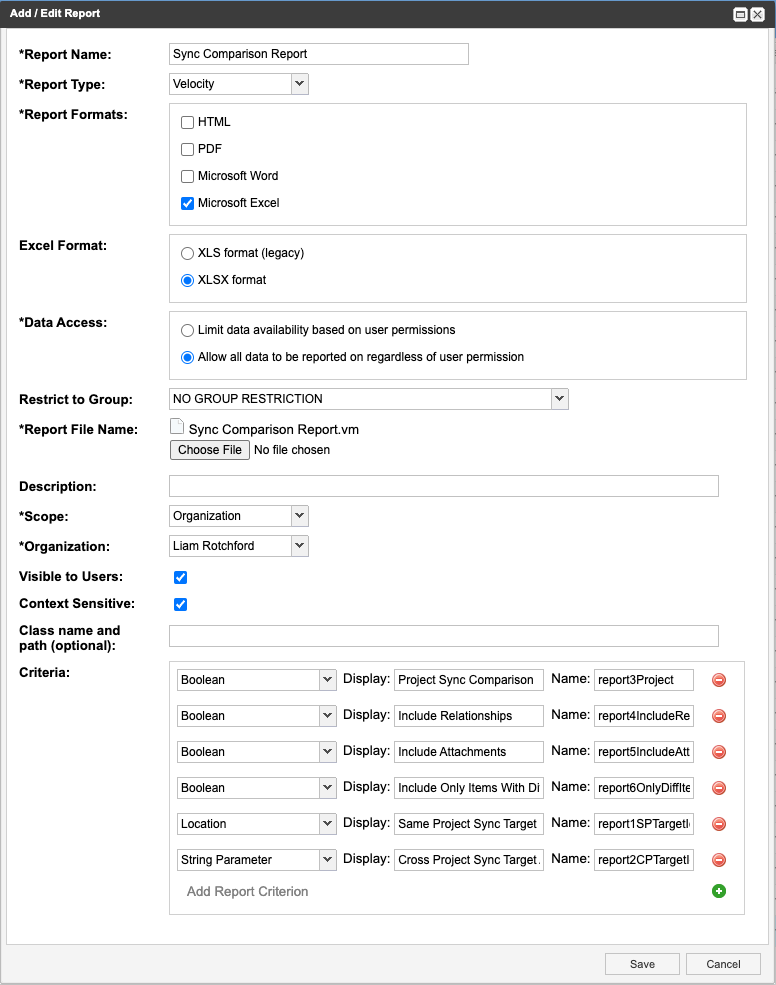 Add / Edit Report
*Report Name: Sync Comparison Report
*Report Type: Velocity
*Report Formats:
HTML
PDF
Microsoft Word
Microsoft Excel
Excel Format:
XLS format (legacy)
XLSX format
*Data Access:
Limit data availability based on user permissions
Allow all data to be reported on regardless of user permission
Restrict to Group: NO GROUP RESTRICTION
*Report File Name: Sync Comparison Report.vm
Choose File No file chosen
Description:
*Scope: Organization
*Organization: Liam Rotchford
Visible to Users:
Context Sensitive:
Class name and
path (optional):
Criteria:
Boolean Display: Project Sync Comparison Name: report3Project
Boolean Display: Include Relationships Name: report4IncludeRe
Boolean Display: Include Attachments Name: report5IncludeAtt
Boolean Display: Include Only Items With Di Name: report6OnlyDiffIte
Location Display: Same Project Sync Target Name: report1SPTargetI
String Parameter Display: Cross Project Sync Target Name: report2CPTargetI
Add Report Criterion
Save Cancel